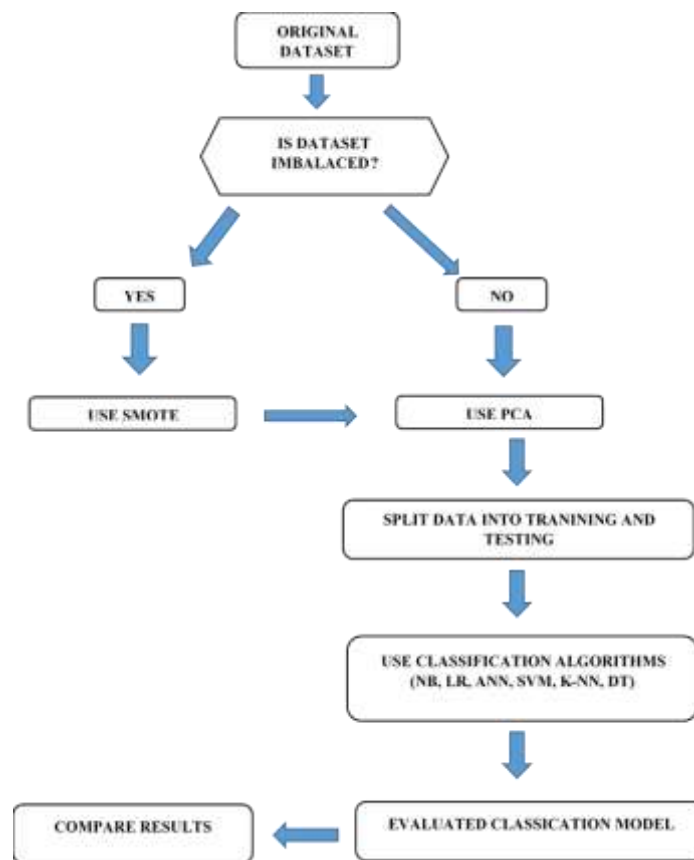 ORIGINAL
DATASET
IS DATASET
IMBALACED?
YES
NO
USE SMOTE
USE PCA
SPLIT DATA INTO TRANINING AND
TESTING
USE CLASSIFICATION ALGORITHMS
(NB, LR, ANN, SVM, K-NN, DT)
COMPARE RESULTS
EVALUATED CLASSICATION MODEL